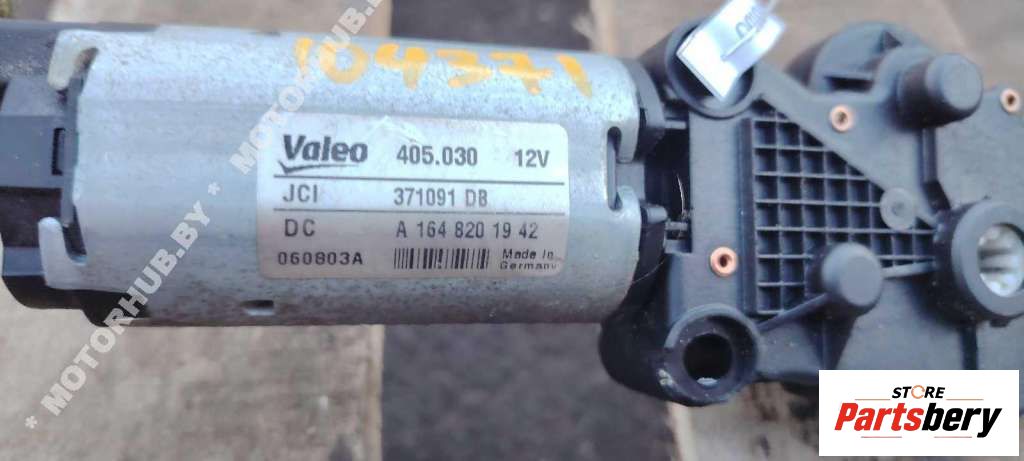 104371
Valeo 405.030 12V
JCI 371091 DB
DC A 164 820 19 42
060803A Made in
Germany
* MOTORHUB.BY * MOTORHUB.BY
STORE
Partsbery